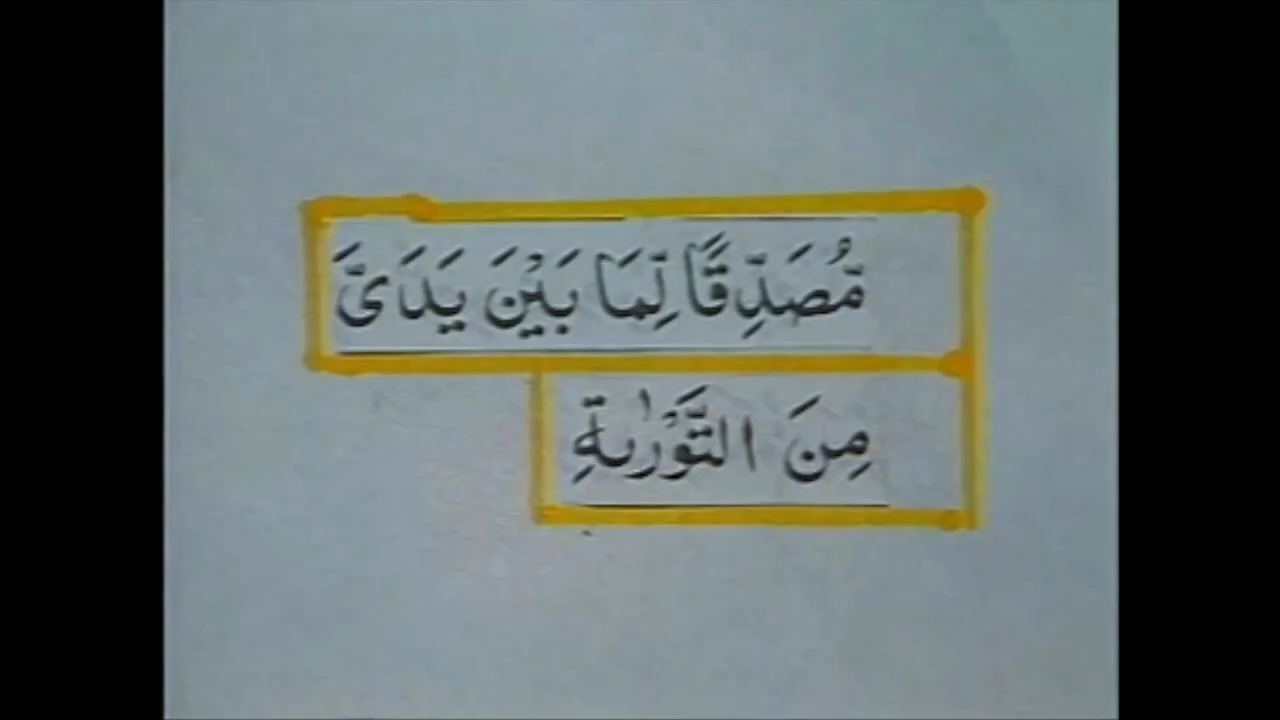 مُّصَدِّقًا لِّمَا بَيْنَ يَدَىَّ
مِنَ التَّوْرٰىةِ